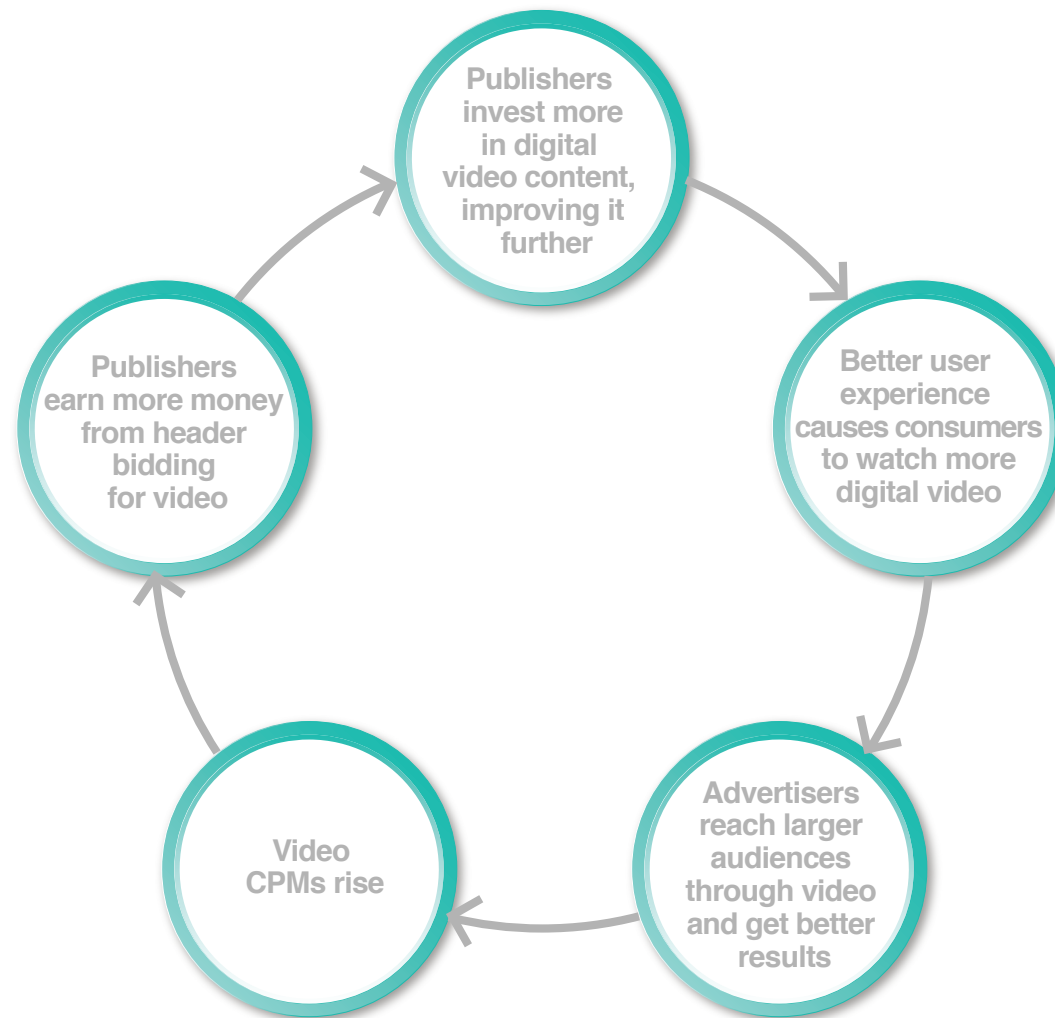 Publishers
invest more
in digital
video content,
improving it
further
Better user
experience
causes consumers
to watch more
digital video
Advertisers
reach larger
audiences
through video
and get better
results
Video
CPMs rise
Publishers
earn more money
from header
bidding
for video